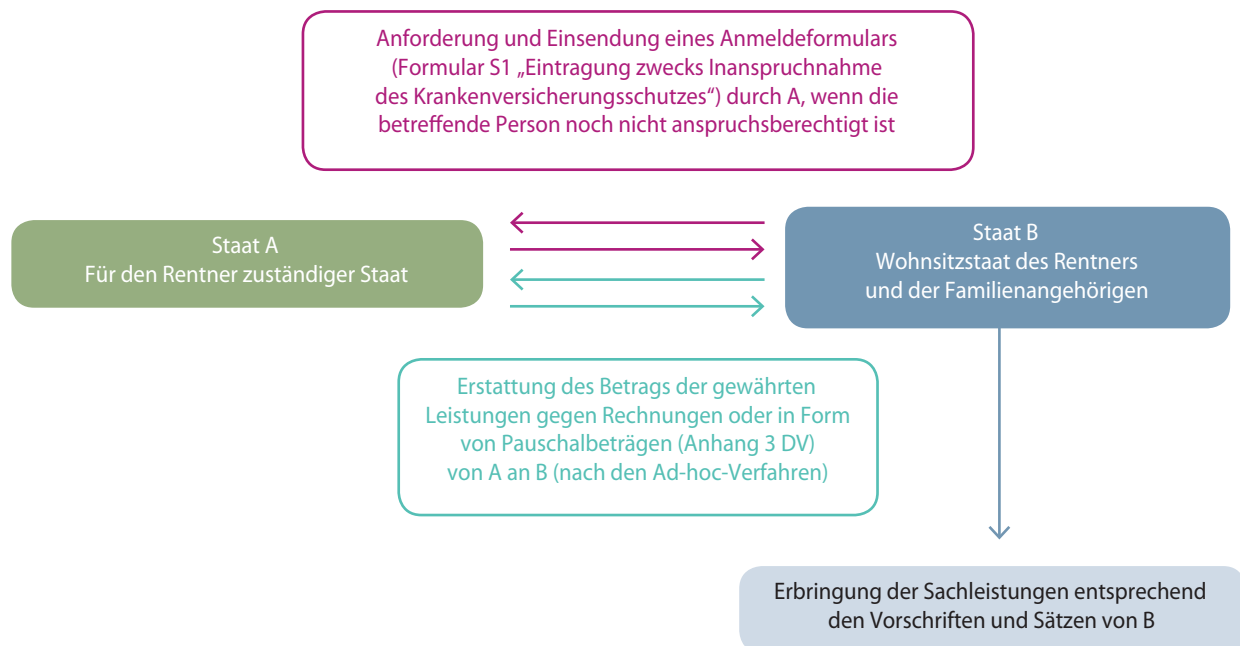 Anforderung und Einsendung eines Anmeldeformulars
(Formular S1 „Eintragung zwecks Inanspruchnahme
des Krankenversicherungsschutzes“) durch A, wenn die
betreffende Person noch nicht anspruchsberechtigt ist
Staat A
Für den Rentner zuständiger Staat
Staat B
Wohnsitzstaat des Rentners
und der Familienangehörigen
Erstattung des Betrags der gewährten
Leistungen gegen Rechnungen oder in Form
von Pauschalbeträgen (Anhang 3 DV)
von A an B (nach den Ad-hoc-Verfahren)
Erbringung der Sachleistungen entsprechend
den Vorschriften und Sätzen von B